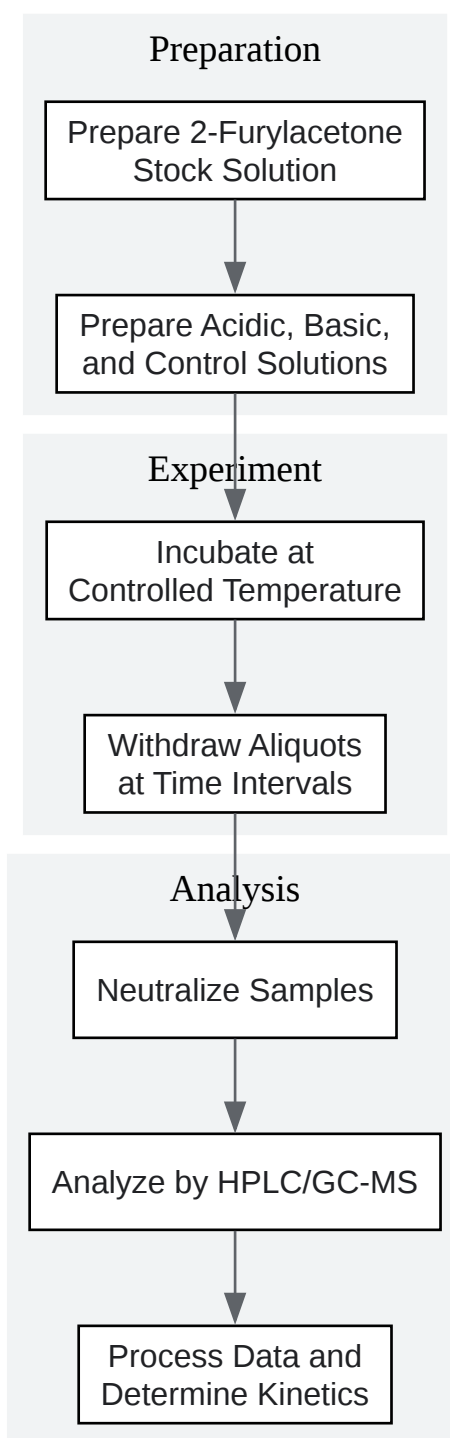 Preparation
Prepare 2-Furylacetone
Stock Solution
Prepare Acidic, Basic,
and Control Solutions
Experiment
Incubate at
Controlled Temperature
Withdraw Aliquots
at Time Intervals
Analysis
Neutralize Samples
Analyze by HPLC/GC-MS
Process Data and
Determine Kinetics